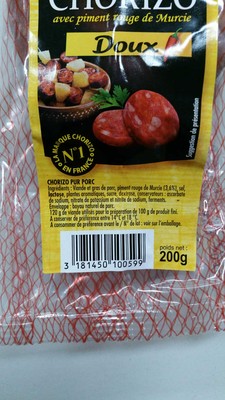 CHORIZO
avec piment rouge de Murcie
Doux
Suggestion de présentation
LA MARQUE CHORIZO
N°1
EN FRANCE
CHORIZO PUR PORC
Ingrédients : Viande et gras de porc, piment rouge de Murcie (3,6%), sel,
lactose, plantes aromatiques, sucre, dextrose, conservateurs : ascorbate
de sodium, nitrate de potassium et nitrite de sodium, ferments.
Enveloppe : boyau naturel de porc.
120 g de viande utilisés pour la préparation de 100 g de produit fini.
A conserver de préférence entre 14°C et 18°C.
A consommer de préférence avant le / N° de lot : voir sur l'emballage.
poids net :
200g
3 181450 100599